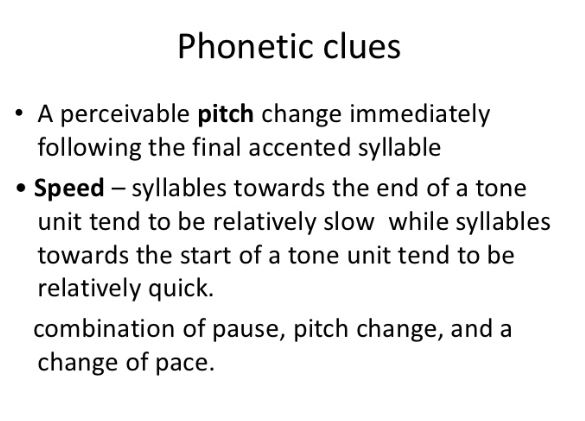 Phonetic clues
• A perceivable pitch change immediately
following the final accented syllable
• Speed – syllables towards the end of a tone
unit tend to be relatively slow  while syllables
towards the start of a tone unit tend to be
relatively quick.
combination of pause, pitch change, and a
change of pace.